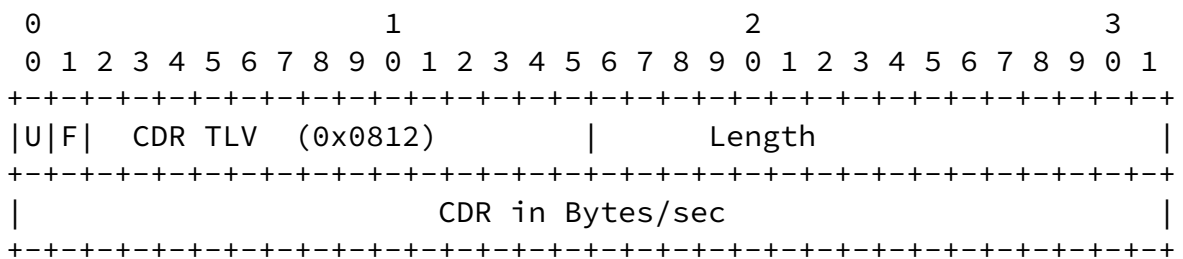 0                   1                   2                   3
 0 1 2 3 4 5 6 7 8 9 0 1 2 3 4 5 6 7 8 9 0 1 2 3 4 5 6 7 8 9 0 1
+-+-+-+-+-+-+-+-+-+-+-+-+-+-+-+-+-+-+-+-+-+-+-+-+-+-+-+-+-+-+-+-+
|U|F|  CDR TLV  (0x0812)        |      Length                   |
+-+-+-+-+-+-+-+-+-+-+-+-+-+-+-+-+-+-+-+-+-+-+-+-+-+-+-+-+-+-+-+-+
|                       CDR in Bytes/sec                        |
+-+-+-+-+-+-+-+-+-+-+-+-+-+-+-+-+-+-+-+-+-+-+-+-+-+-+-+-+-+-+-+-+